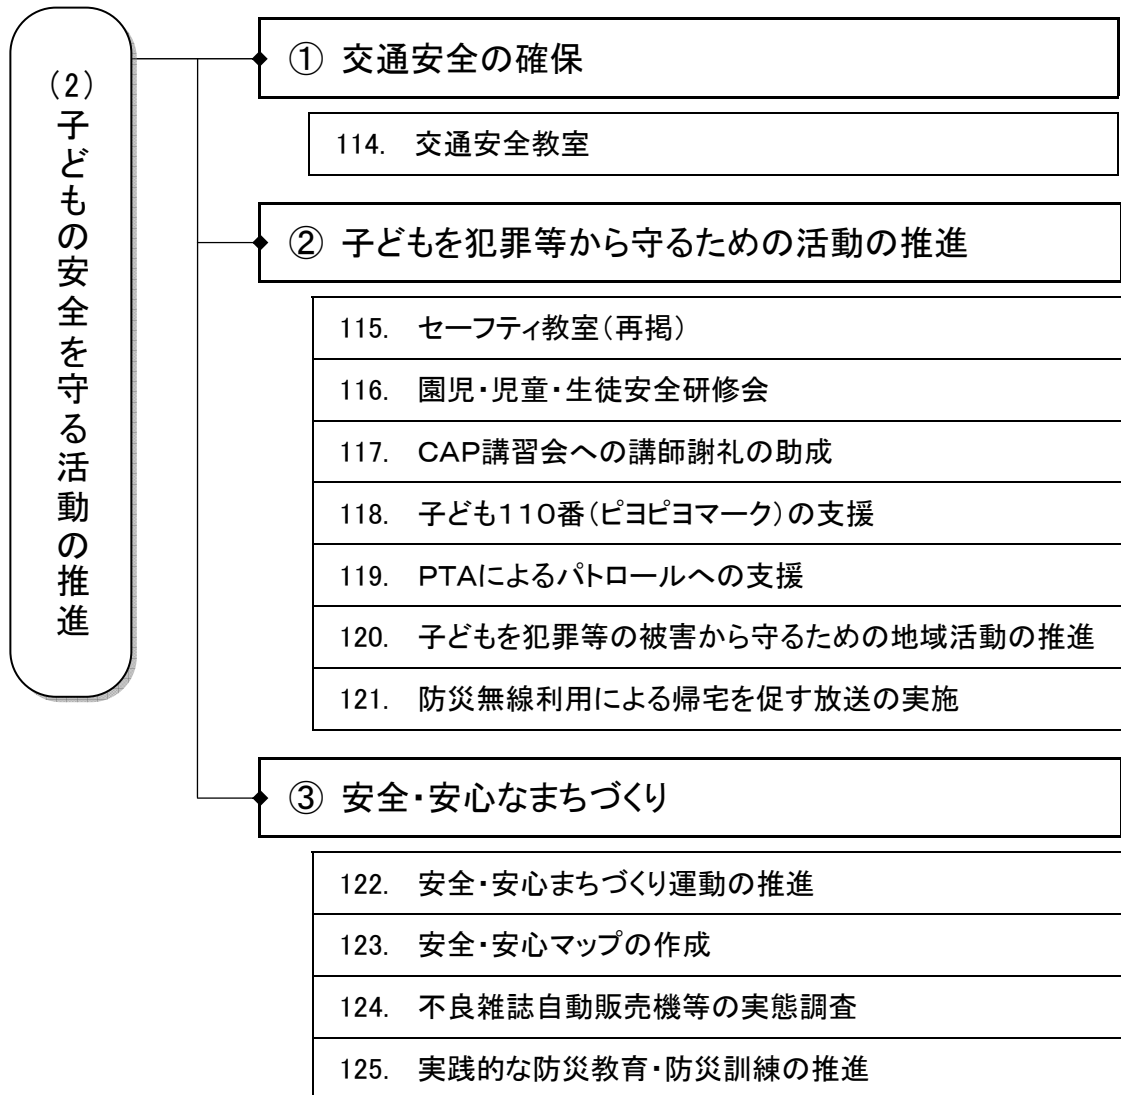 (2)子どもの安全を守る活動の推進
① 交通安全の確保
114. 交通安全教室
② 子どもを犯罪等から守るための活動の推進
115. セーフティ教室（再掲）
116. 園児・児童・生徒安全研修会
117. CAP講習会への講師謝礼の助成
118. 子ども110番（ピヨピヨマーク）の支援
119. PTAによるパトロールへの支援
120. 子どもを犯罪等の被害から守るための地域活動の推進
121. 防災無線利用による帰宅を促す放送の実施
③ 安全・安心なまちづくり
122. 安全・安心まちづくり運動の推進
123. 安全・安心マップの作成
124. 不良雑誌自動販売機等の実態調査
125. 実践的な防災教育・防災訓練の推進